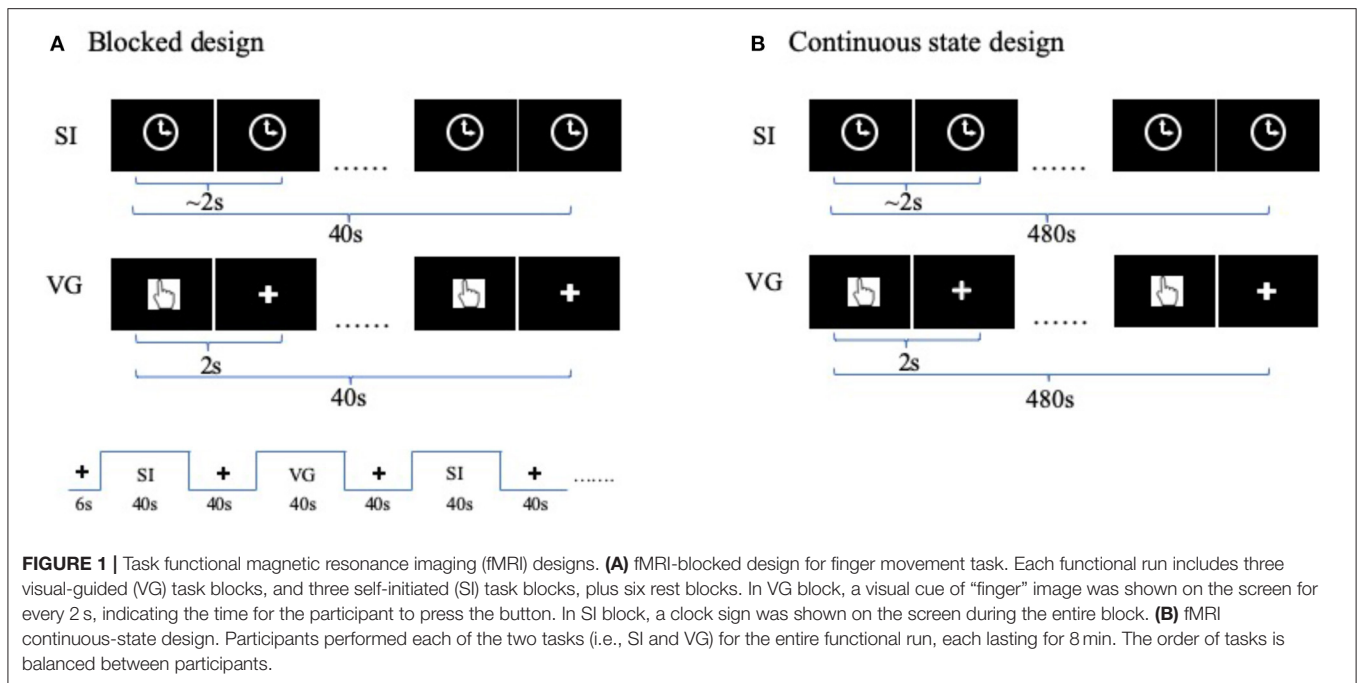 A Blocked design
SI
......
~2s
40s
VG
......
2s
40s
+ SI + VG + SI + .......
6s 40s 40s 40s 40s 40s 40s
B Continuous state design
SI
......
~2s
480s
VG
......
2s
480s
FIGURE 1 | Task functional magnetic resonance imaging (fMRI) designs. (A) fMRI-blocked design for finger movement task. Each functional run includes three
visual-guided (VG) task blocks, and three self-initiated (SI) task blocks, plus six rest blocks. In VG block, a visual cue of “finger” image was shown on the screen for
every 2 s, indicating the time for the participant to press the button. In SI block, a clock sign was shown on the screen during the entire block. (B) fMRI
continuous-state design. Participants performed each of the two tasks (i.e., SI and VG) for the entire functional run, each lasting for 8 min. The order of tasks is
balanced between participants.